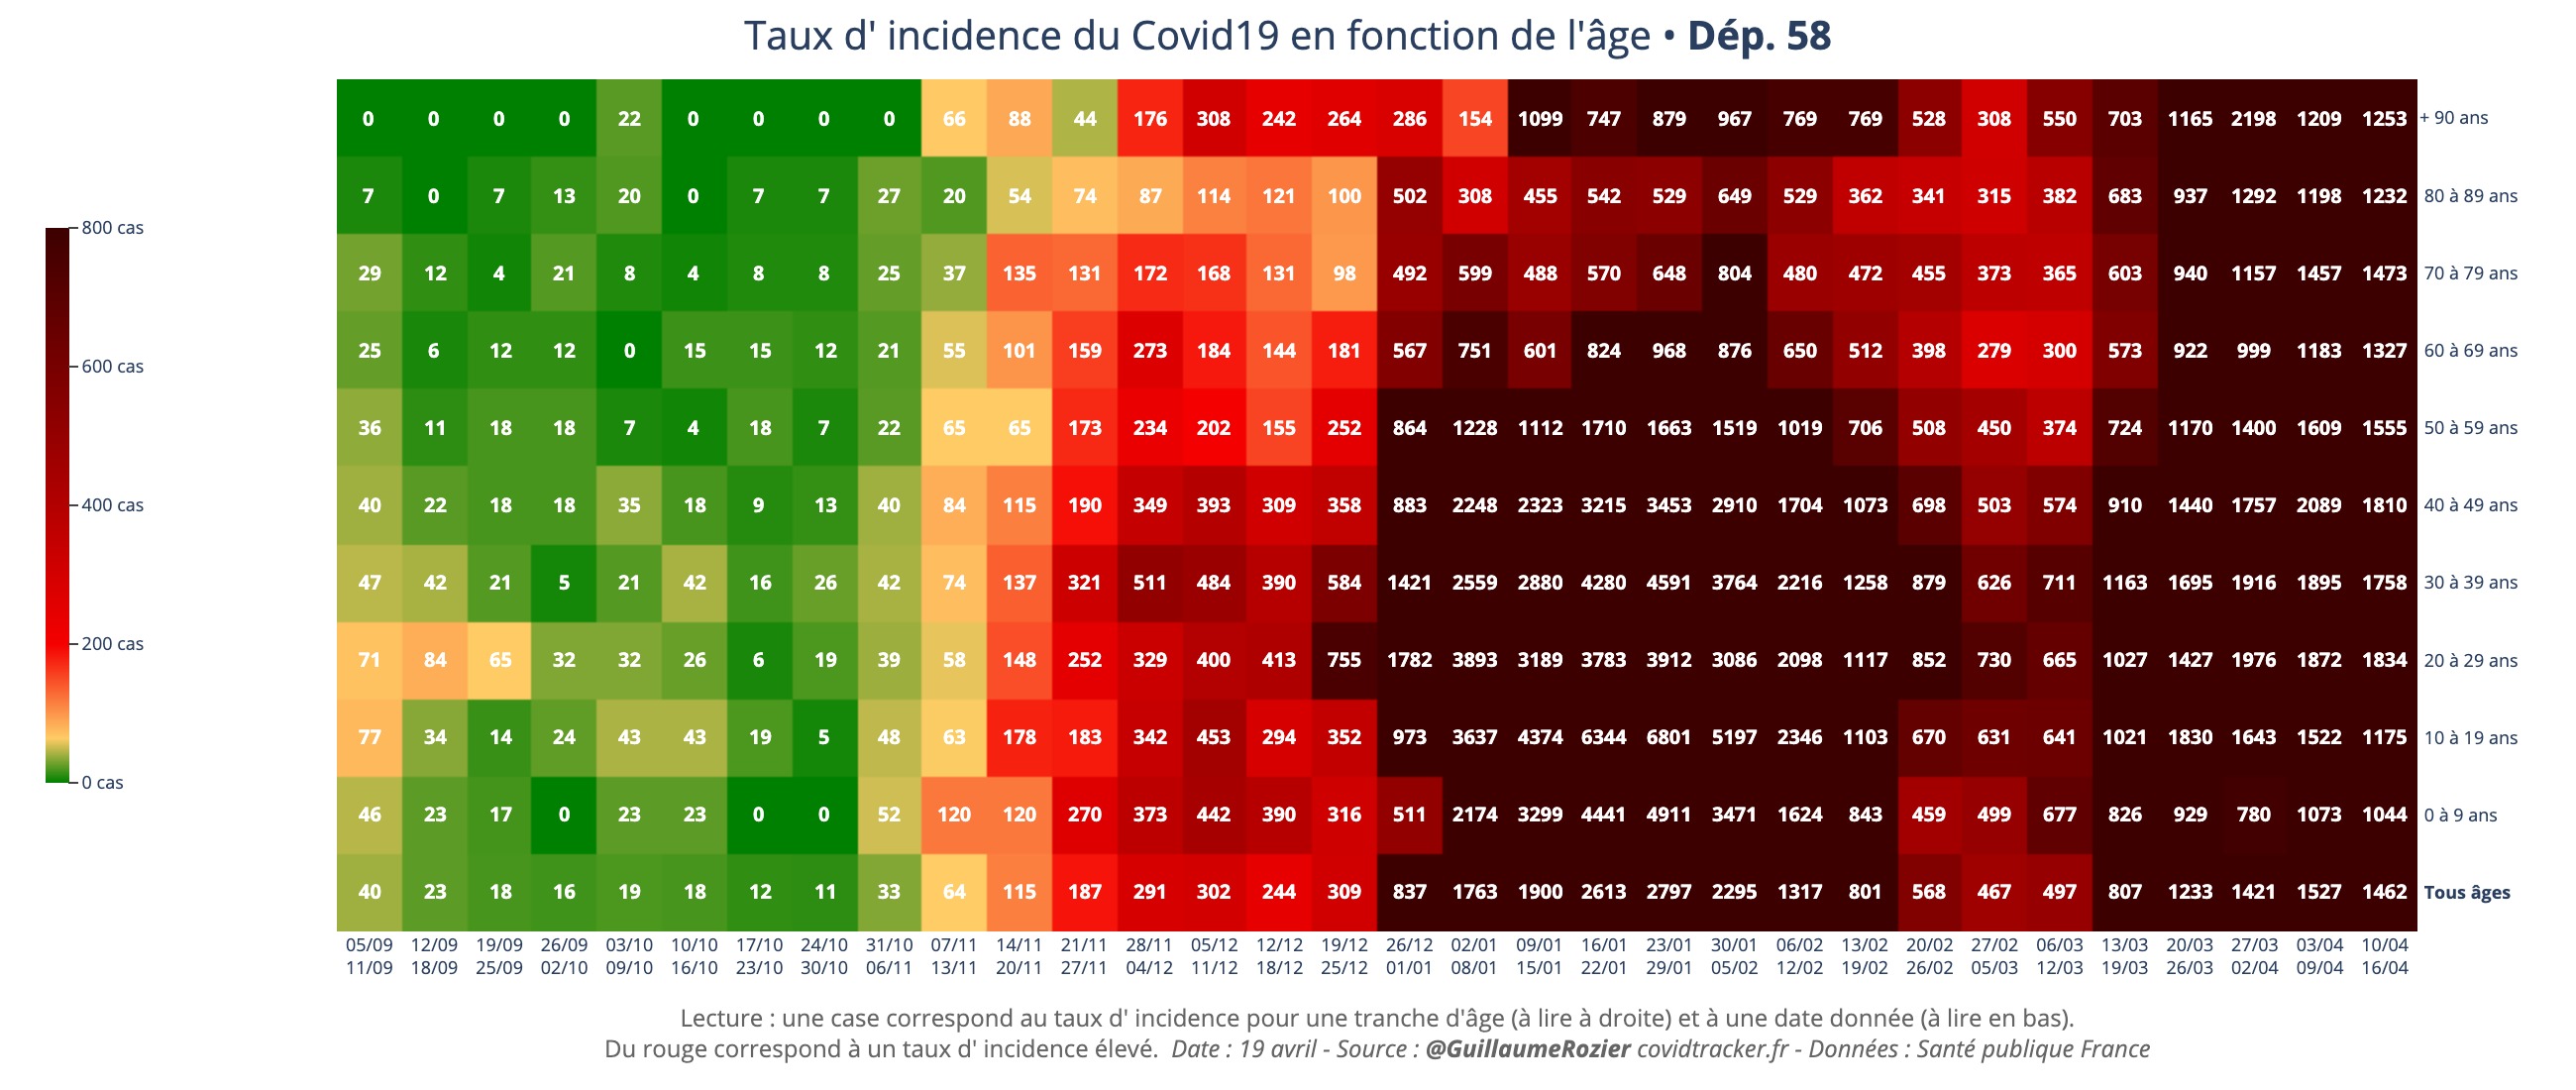 Taux d' incidence du Covid19 en fonction de l'âge • Dép. 58
800 cas
600 cas
400 cas
200 cas
0 cas
0 0 0 0 22 0 0 0 0 66 88 44 176 308 242 264 286 154 1099 747 879 967 769 769 528 308 550 703 1165 2198 1209 1253 + 90 ans
7 0 7 13 20 0 7 7 27 20 54 74 87 114 121 100 502 308 455 542 529 649 529 362 341 315 382 683 937 1292 1198 1232 80 à 89 ans
29 12 4 21 8 4 8 8 25 37 135 131 172 168 131 98 492 599 488 570 648 804 480 472 455 373 365 603 940 1157 1457 1473 70 à 79 ans
25 6 12 12 0 15 15 12 21 55 101 159 273 184 144 181 567 751 601 824 968 876 650 512 398 279 300 573 922 999 1183 1327 60 à 69 ans
36 11 18 18 7 4 18 7 22 65 65 173 234 202 155 252 864 1228 1112 1710 1663 1519 1019 706 508 450 374 724 1170 1400 1609 1555 50 à 59 ans
40 22 18 18 35 18 9 13 40 84 115 190 349 393 309 358 883 2248 2323 3215 3453 2910 1704 1073 698 503 574 910 1440 1757 2089 1810 40 à 49 ans
47 42 21 5 21 42 16 26 42 74 137 321 511 484 390 584 1421 2559 2880 4280 4591 3764 2216 1258 879 626 711 1163 1695 1916 1895 1758 30 à 39 ans
71 84 65 32 32 26 6 19 39 58 148 252 329 400 413 755 1782 3893 3189 3783 3912 3086 2098 1117 852 730 665 1027 1427 1976 1872 1834 20 à 29 ans
77 34 14 24 43 43 19 5 48 63 178 183 342 453 294 352 973 3637 4374 6344 6801 5197 2346 1103 670 631 641 1021 1830 1643 1522 1175 10 à 19 ans
46 23 17 0 23 23 0 0 52 120 120 270 373 442 390 316 511 2174 3299 4441 4911 3471 1624 843 459 499 677 826 929 780 1073 1044 0 à 9 ans
40 23 18 16 19 18 12 11 33 64 115 187 291 302 244 309 837 1763 1900 2613 2797 2295 1317 801 568 467 497 807 1233 1421 1527 1462 Tous âges
05/09 12/09 19/09 26/09 03/10 10/10 17/10 24/10 31/10 07/11 14/11 21/11 28/11 05/12 12/12 19/12 26/12 02/01 09/01 16/01 23/01 30/01 06/02 13/02 20/02 27/02 06/03 13/03 20/03 27/03 03/04 10/04
11/09 18/09 25/09 02/10 09/10 16/10 23/10 30/10 06/11 13/11 20/11 27/11 04/12 11/12 18/12 25/12 01/01 08/01 15/01 22/01 29/01 05/02 12/02 19/02 26/02 05/03 12/03 19/03 26/03 02/04 09/04 16/04
Lecture : une case correspond au taux d' incidence pour une tranche d'âge (à lire à droite) et à une date donnée (à lire en bas).
Du rouge correspond à un taux d' incidence élevé. Date : 19 avril - Source : @GuillaumeRozier covidtracker.fr - Données : Santé publique France